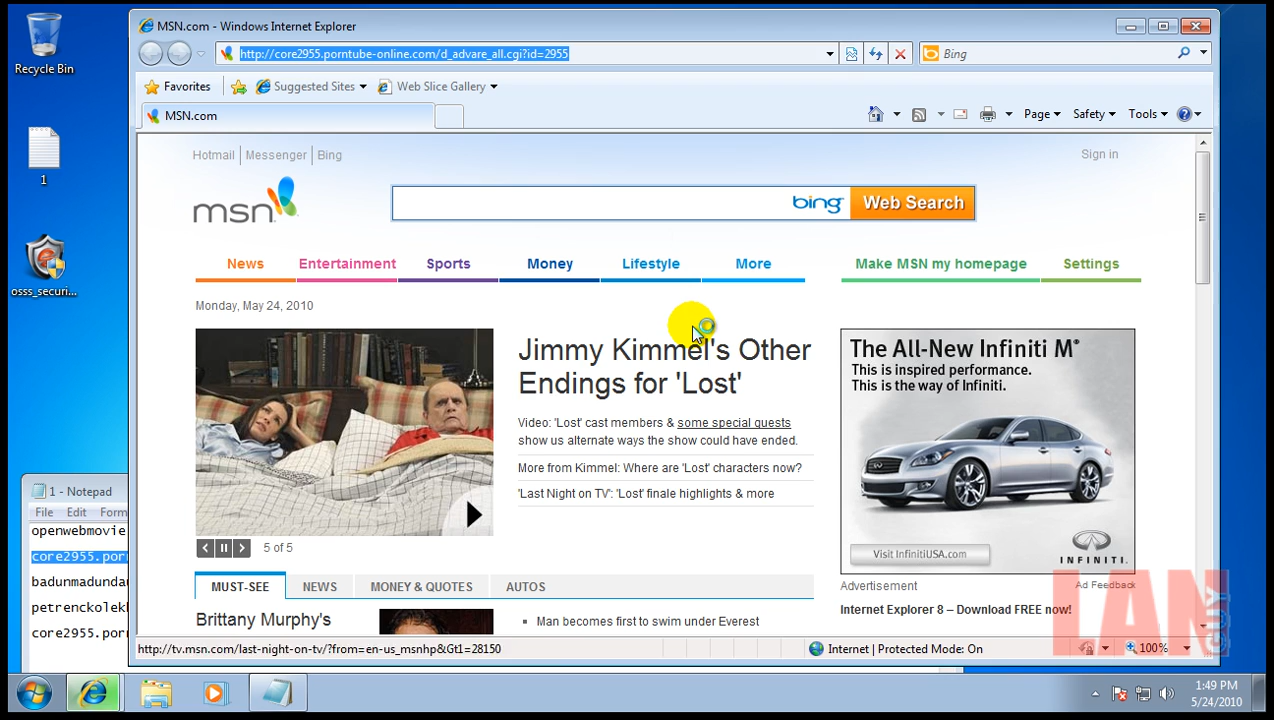 Recycle Bin
1
osss_securi...
MSN.com - Windows Internet Explorer
http://core2955.porntube-online.com/d_advare_all.cgi?id=2955
Bing
Favorites
Suggested Sites
Web Slice Gallery
MSN.com
Page
Safety
Tools
Hotmail | Messenger | Bing
Sign in
msn
bing
Web Search
News
Entertainment
Sports
Money
Lifestyle
More
Make MSN my homepage
Settings
Monday, May 24, 2010
Jimmy Kimmel's Other
Endings for 'Lost'
Video: 'Lost' cast members & some special guests
show us alternate ways the show could have ended.
More from Kimmel: Where are 'Lost' characters now?
'Last Night on TV': 'Lost' finale highlights & more
5 of 5
The All-New Infiniti M®
This is inspired performance.
This is the way of Infiniti.
Visit InfinitiUSA.com
INFINITI.
Advertisement
Ad Feedback
Internet Explorer 8 – Download FREE now!
MUST-SEE
NEWS
MONEY & QUOTES
AUTOS
Brittany Murphy's
Man becomes first to swim under Everest
1 - Notepad
File Edit Form
openwebmovie
core2955.porn
badunmadunda
petrenckolek
core2955.porn
http://tv.msn.com/last-night-on-tv/?from=en-us_msnhp&Gt1=28150
Internet | Protected Mode: On
100%
LAN
GUY
1:49 PM
5/24/2010